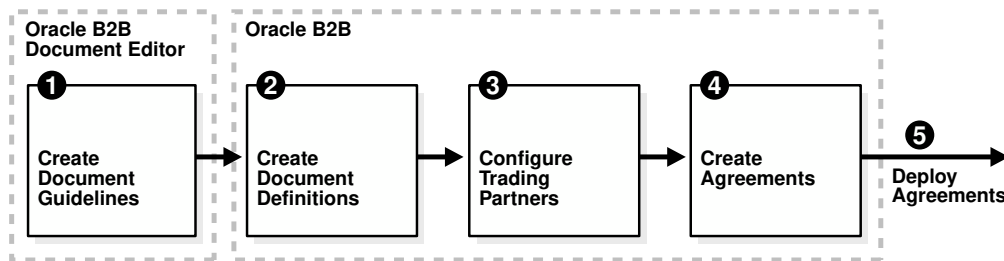 Oracle B2B
Document Editor
Oracle B2B
1
Create
Document
Guidelines
2
Create
Document
Definitions
3
Configure
Trading
Partners
4
Create
Agreements
5
Deploy
Agreements